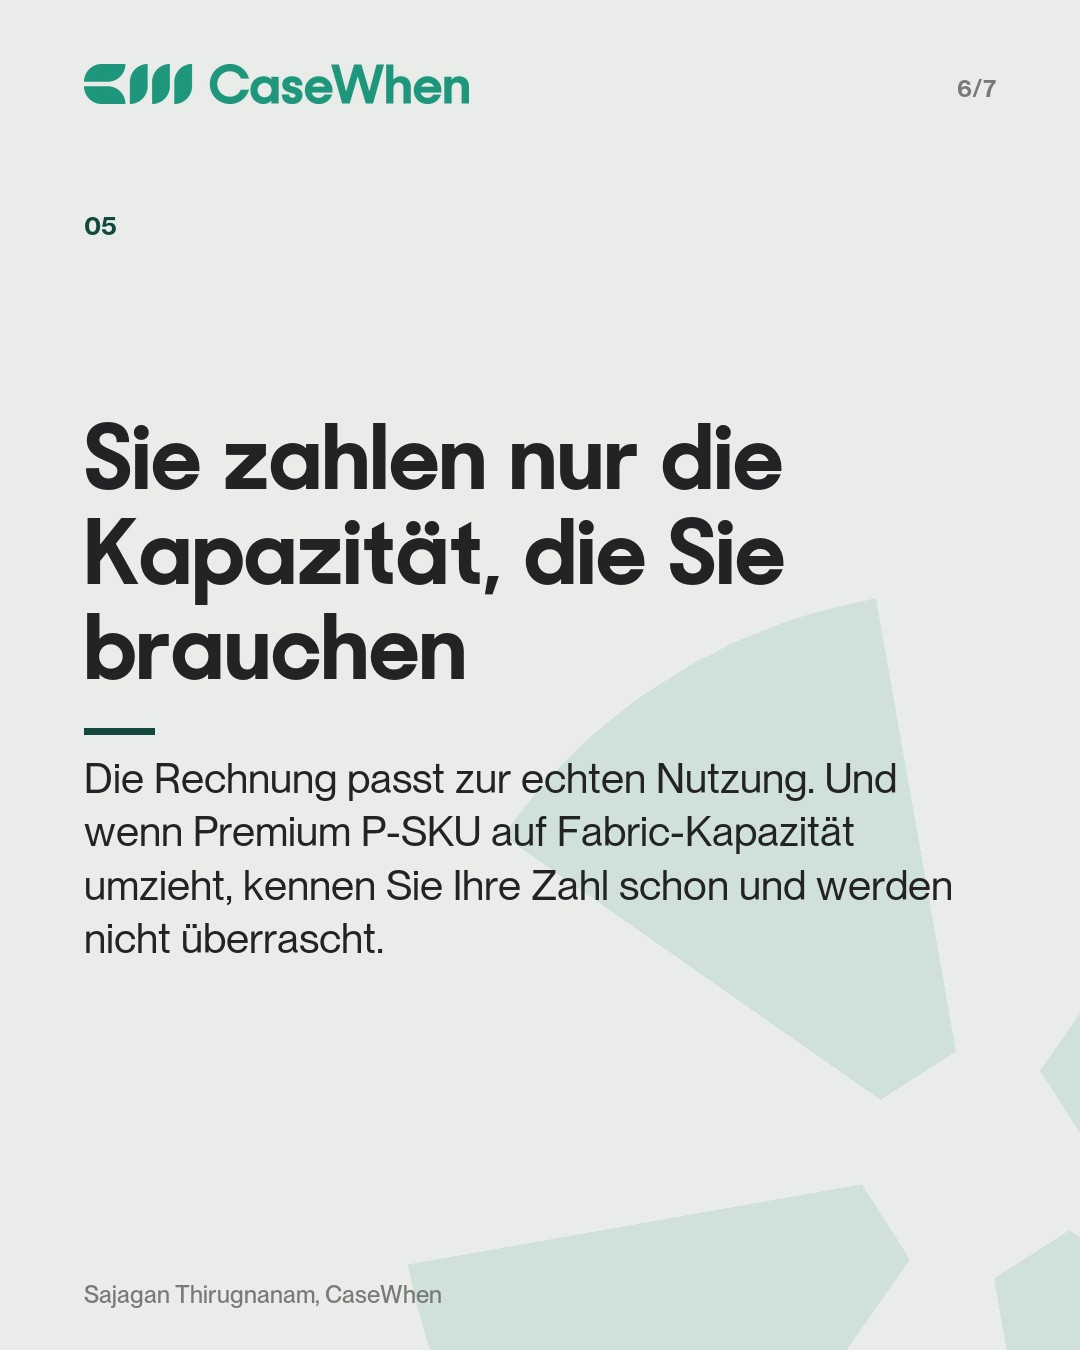 CaseWhen
6/7
05
Sie zahlen nur die
Kapazität, die Sie
brauchen
Die Rechnung passt zur echten Nutzung. Und
wenn Premium P-SKU auf Fabric-Kapazität
umzieht, kennen Sie Ihre Zahl schon und werden
nicht überrascht.
Sajagan Thirugnanam, CaseWhen